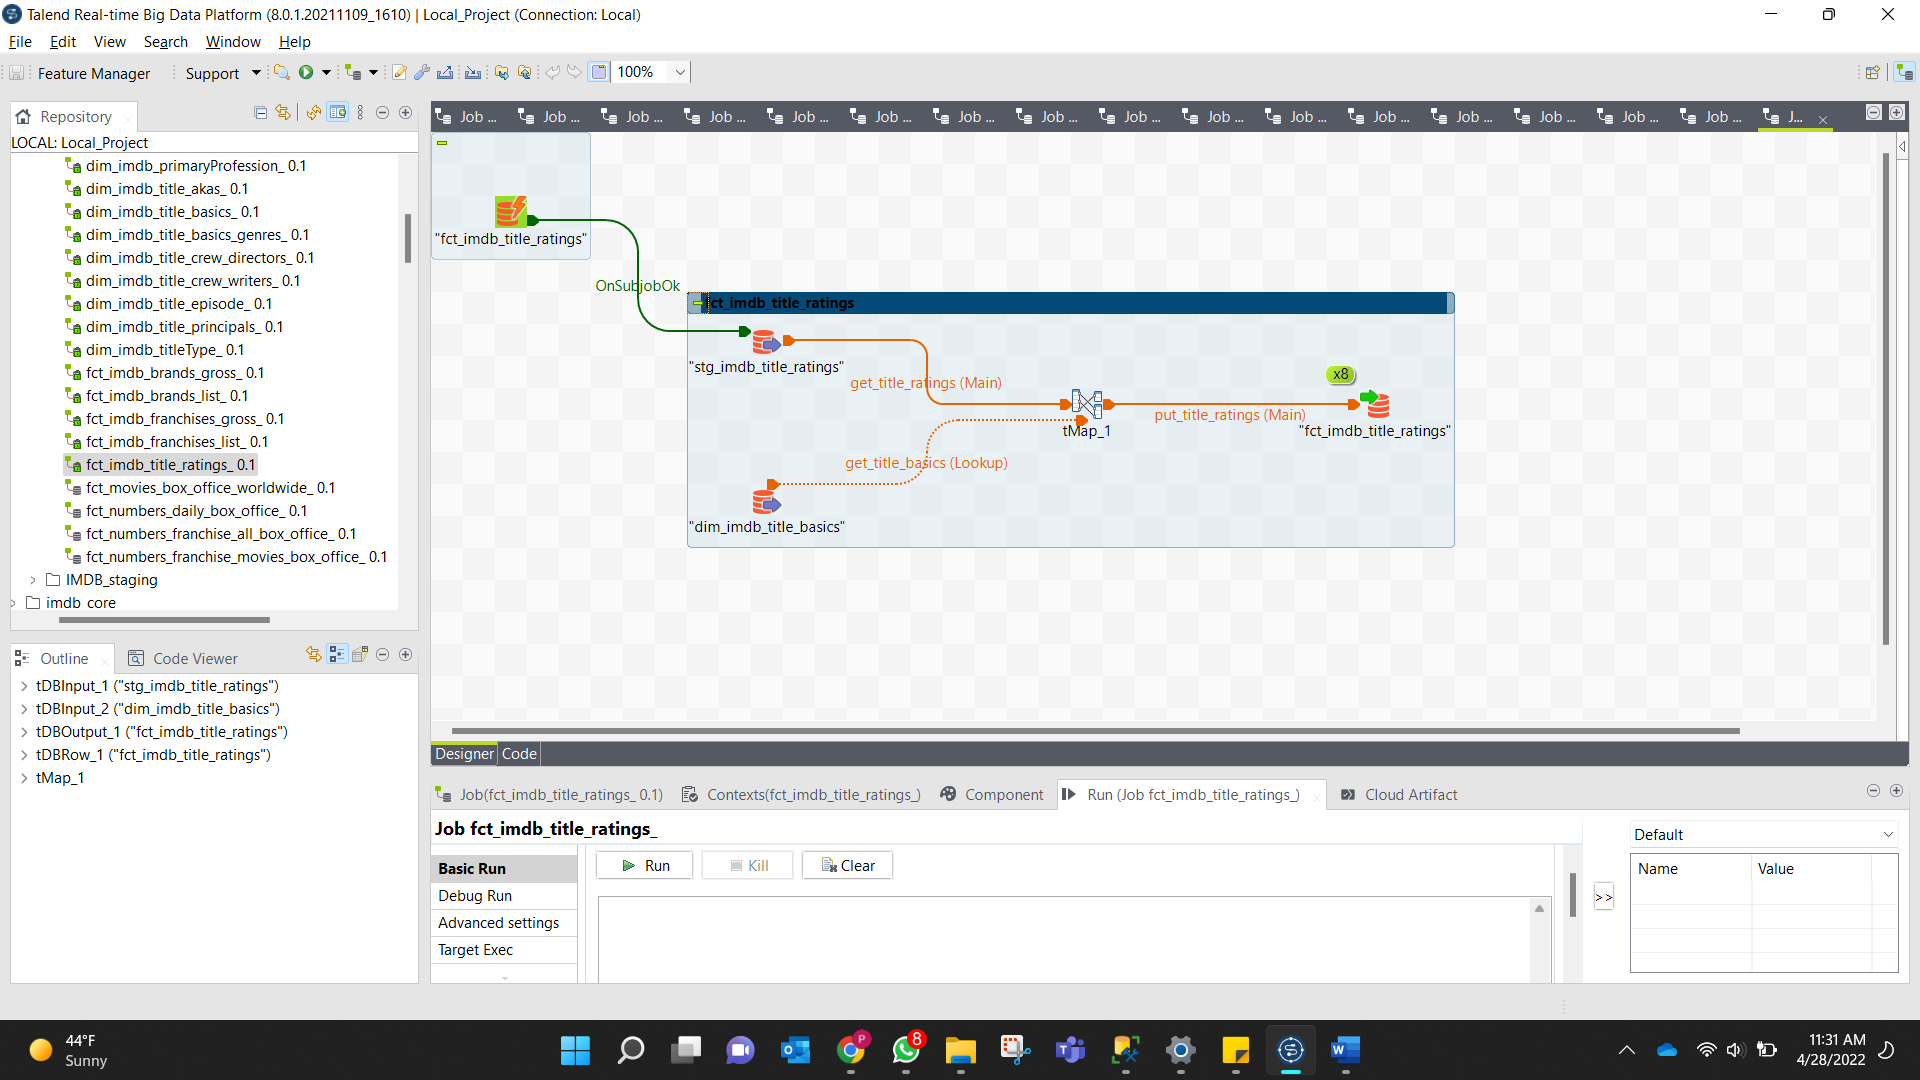 Talend Real-time Big Data Platform (8.0.1.20211109_1610) | Local_Project (Connection: Local)
File Edit View Search Window Help
Feature Manager Support 100%
Repository
LOCAL: Local_Project
dim_imdb_primaryProfession_ 0.1
dim_imdb_title_akas_ 0.1
dim_imdb_title_basics_ 0.1
dim_imdb_title_basics_genres_ 0.1
dim_imdb_title_crew_directors_ 0.1
dim_imdb_title_crew_writers_ 0.1
dim_imdb_title_episode_ 0.1
dim_imdb_title_principals_ 0.1
dim_imdb_titleType_ 0.1
fct_imdb_brands_gross_ 0.1
fct_imdb_brands_list_ 0.1
fct_imdb_franchises_gross_ 0.1
fct_imdb_franchises_list_ 0.1
fct_imdb_title_ratings_ 0.1
fct_movies_box_office_worldwide_ 0.1
fct_numbers_daily_box_office_ 0.1
fct_numbers_franchise_all_box_office_ 0.1
fct_numbers_franchise_movies_box_office_ 0.1
IMDB_staging
imdb core
Outline Code Viewer
tDBInput_1 ("stg_imdb_title_ratings")
tDBInput_2 ("dim_imdb_title_basics")
tDBOutput_1 ("fct_imdb_title_ratings")
tDBRow_1 ("fct_imdb_title_ratings")
tMap_1
Job ... Job ... Job ... Job ... Job ... Job ... Job ... Job ... Job ... Job ... Job ... Job ... Job ... Job ... Job ... Job ... J...
"fct_imdb_title_ratings"
OnSubjobOk
fct_imdb_title_ratings
"stg_imdb_title_ratings"
get_title_ratings (Main)
x8
put_title_ratings (Main)
tMap_1
"fct_imdb_title_ratings"
get_title_basics (Lookup)
"dim_imdb_title_basics"
Designer Code
Job(fct_imdb_title_ratings_ 0.1) Contexts(fct_imdb_title_ratings_) Component Run (Job fct_imdb_title_ratings_) Cloud Artifact
Job fct_imdb_title_ratings_
Basic Run
Debug Run
Advanced settings
Target Exec
Run Kill Clear
>>
Default
Name Value
44°F
Sunny
P
8
11:31 AM
4/28/2022